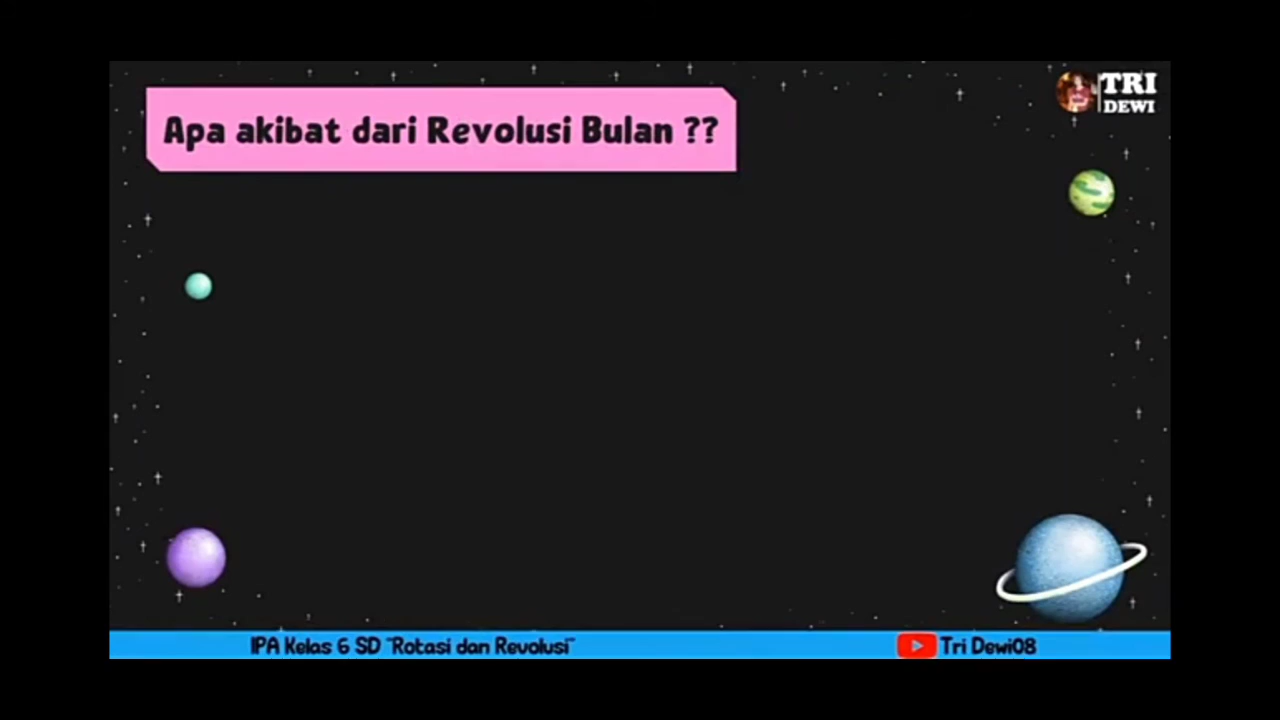 Apa akibat dari Revolusi Bulan ??
TRI
DEWI
IPA Kelas 6 SD "Rotasi dan Revolusi"
Tri Dewi08